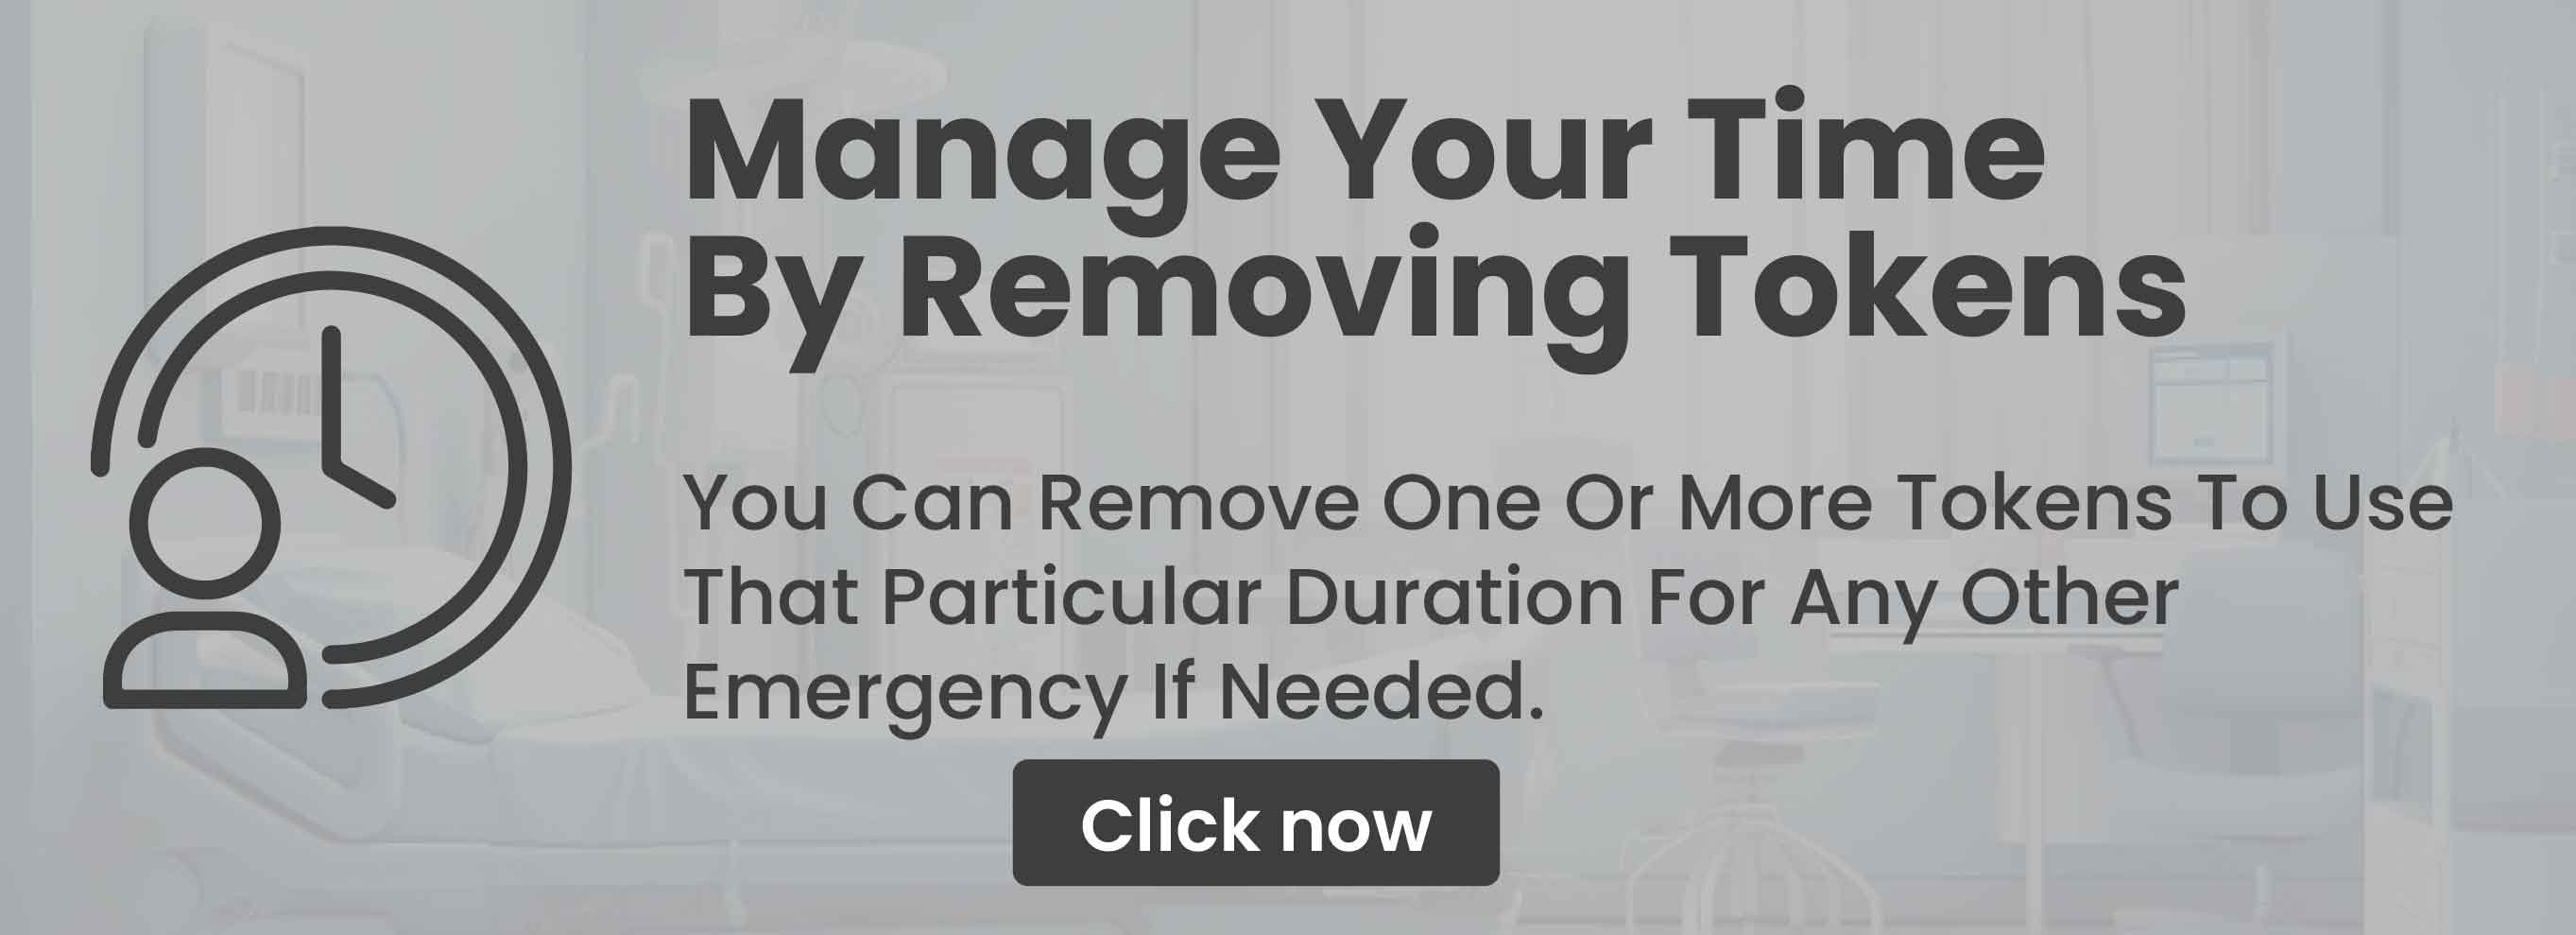 Manage Your Time
By Removing Tokens
You Can Remove One Or More Tokens To Use
That Particular Duration For Any Other
Emergency If Needed.
Click now